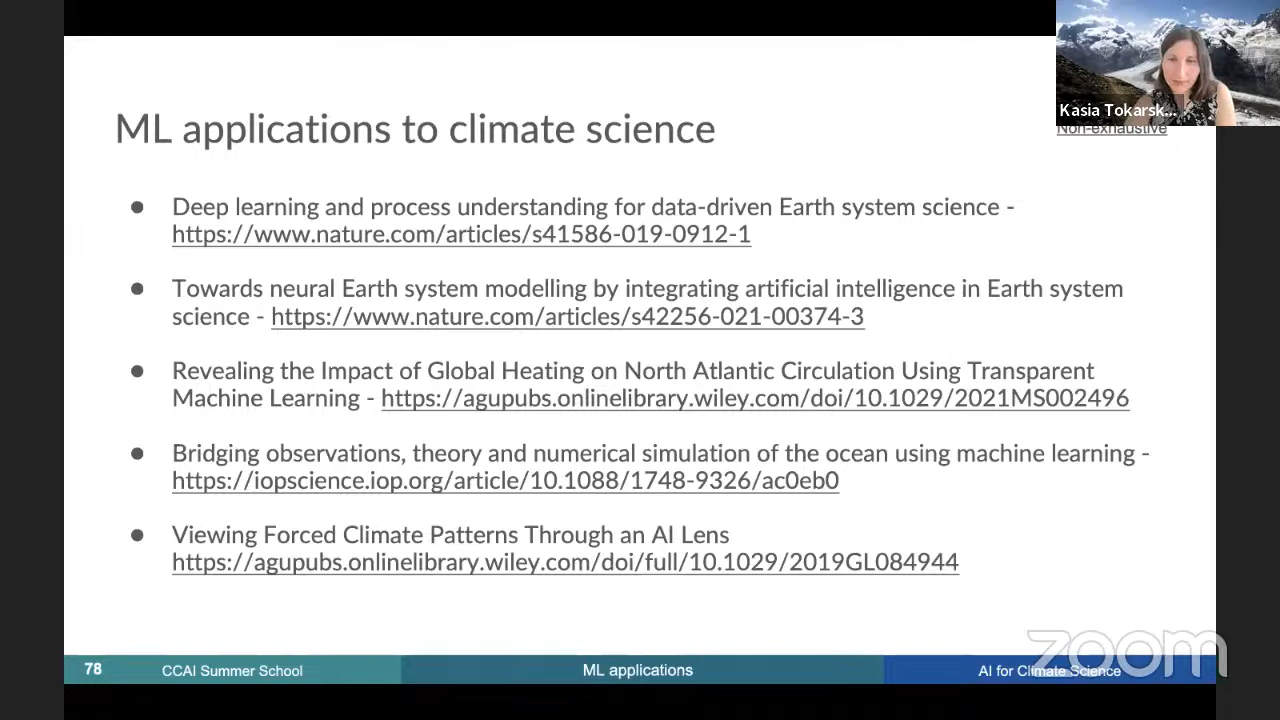 Kasia Tokarsk...
Non-exhaustive
ML applications to climate science
● Deep learning and process understanding for data-driven Earth system science -
https://www.nature.com/articles/s41586-019-0912-1
● Towards neural Earth system modelling by integrating artificial intelligence in Earth system
science - https://www.nature.com/articles/s42256-021-00374-3
● Revealing the Impact of Global Heating on North Atlantic Circulation Using Transparent
Machine Learning - https://agupubs.onlinelibrary.wiley.com/doi/10.1029/2021MS002496
● Bridging observations, theory and numerical simulation of the ocean using machine learning -
https://iopscience.iop.org/article/10.1088/1748-9326/ac0eb0
● Viewing Forced Climate Patterns Through an AI Lens
https://agupubs.onlinelibrary.wiley.com/doi/full/10.1029/2019GL084944
zoom
78 CCAI Summer School ML applications AI for Climate Science